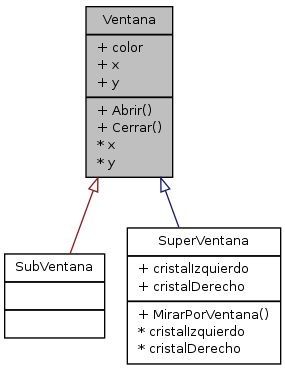 Ventana
+ color
+ x
+ y
+ Abrir()
+ Cerrar()
* x
* y
SubVentana
SuperVentana
+ cristalIzquierdo
+ cristalDerecho
+ MirarPorVentana()
* cristalIzquierdo
* cristalDerecho